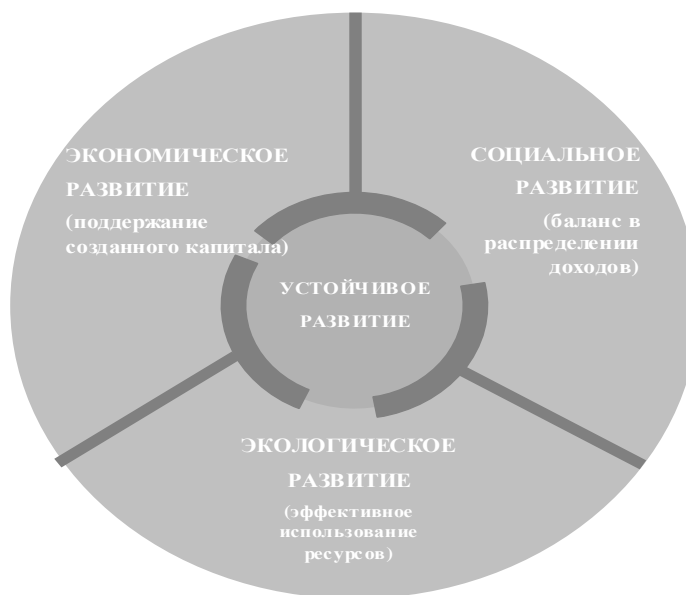 ЭКОНОМИЧЕСКОЕ
РАЗВИТИЕ
(поддержание
созданного капитала)
СОЦИАЛЬНОЕ
РАЗВИТИЕ
(баланс в
распределении
доходов)
УСТОЙЧИВОЕ
РАЗВИТИЕ
ЭКОЛОГИЧЕСКОЕ
РАЗВИТИЕ
(эффективное
использование
ресурсов)